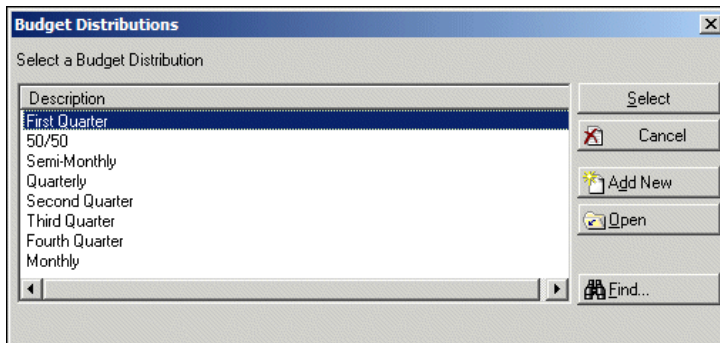 Budget Distributions
Select a Budget Distribution
Description
First Quarter
50/50
Semi-Monthly
Quarterly
Second Quarter
Third Quarter
Fourth Quarter
Monthly
Select
Cancel
Add New
Open
Find...